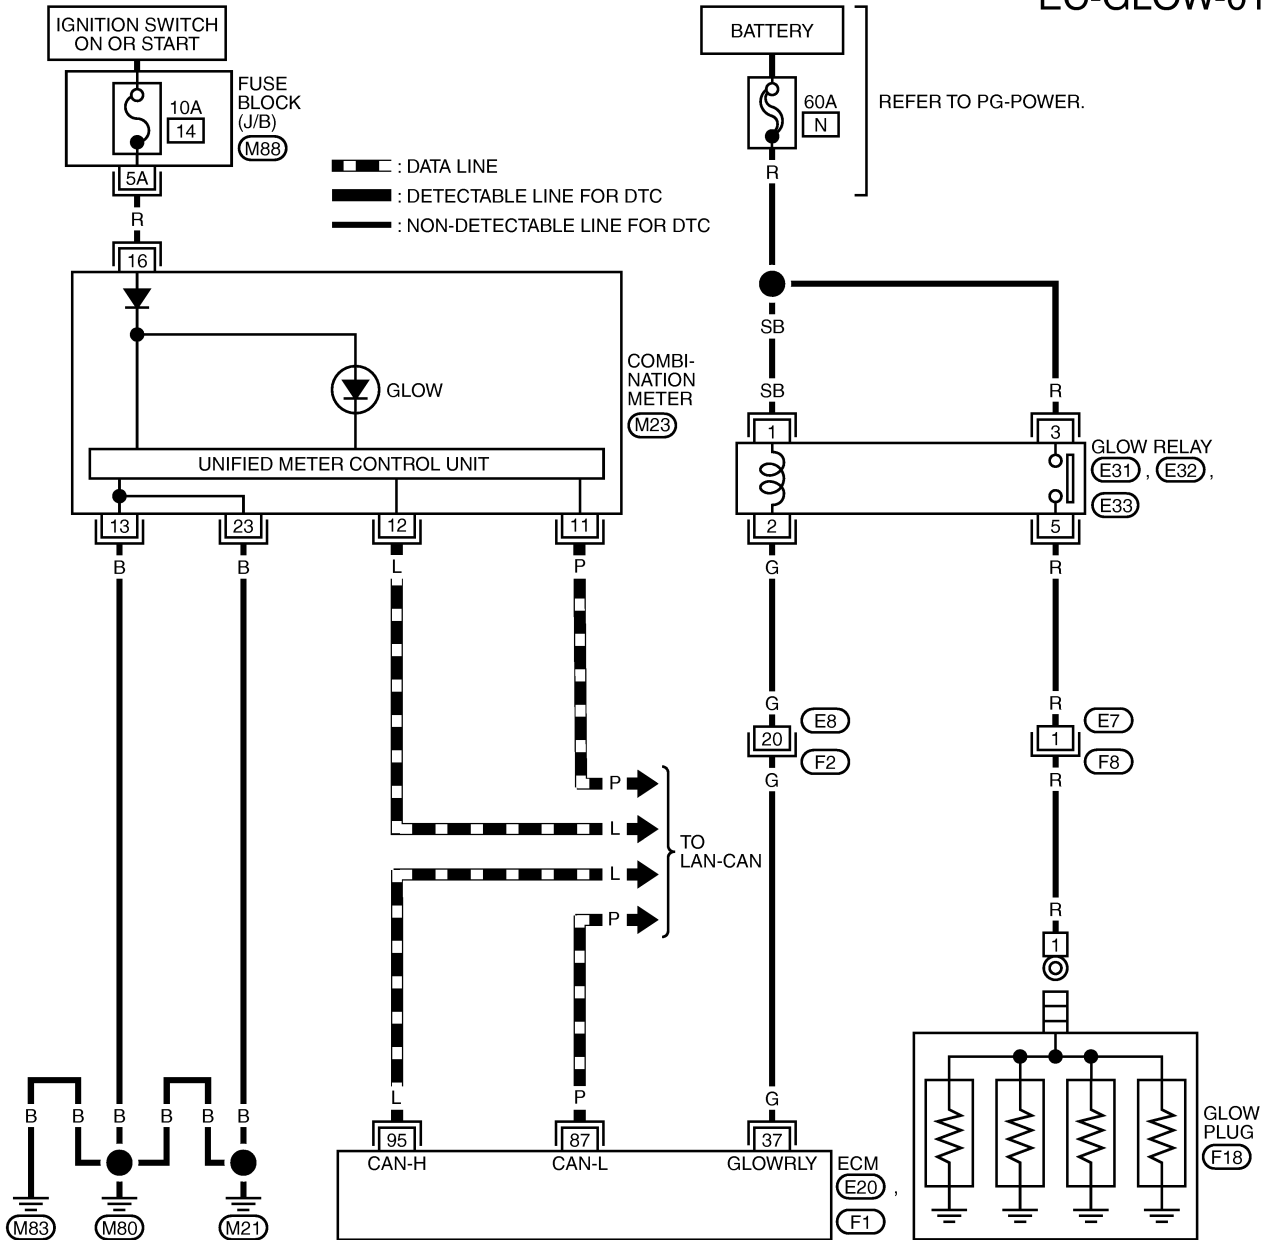 EC-GLOW-01
IGNITION SWITCH
ON OR START
BATTERY
FUSE
BLOCK
(J/B)
M88
10A
14
5A
R
16
60A
N
REFER TO PG-POWER.
R
: DATA LINE
: DETECTABLE LINE FOR DTC
: NON-DETECTABLE LINE FOR DTC
GLOW
COMBI-
NATION
METER
M23
UNIFIED METER CONTROL UNIT
13
23
12
11
B
B
L
P
SB
SB
R
1
3
GLOW RELAY
E31 , E32 ,
E33
2
5
G
R
G
R
20
E8
F2
1
E7
F8
G
R
P
L
L
P
TO
LAN-CAN
R
1
L
P
G
B
B
B
B
B
B
95
87
37
CAN-H
CAN-L
GLOWRLY
ECM
E20 ,
F1
GLOW
PLUG
F18
M83
M80
M21